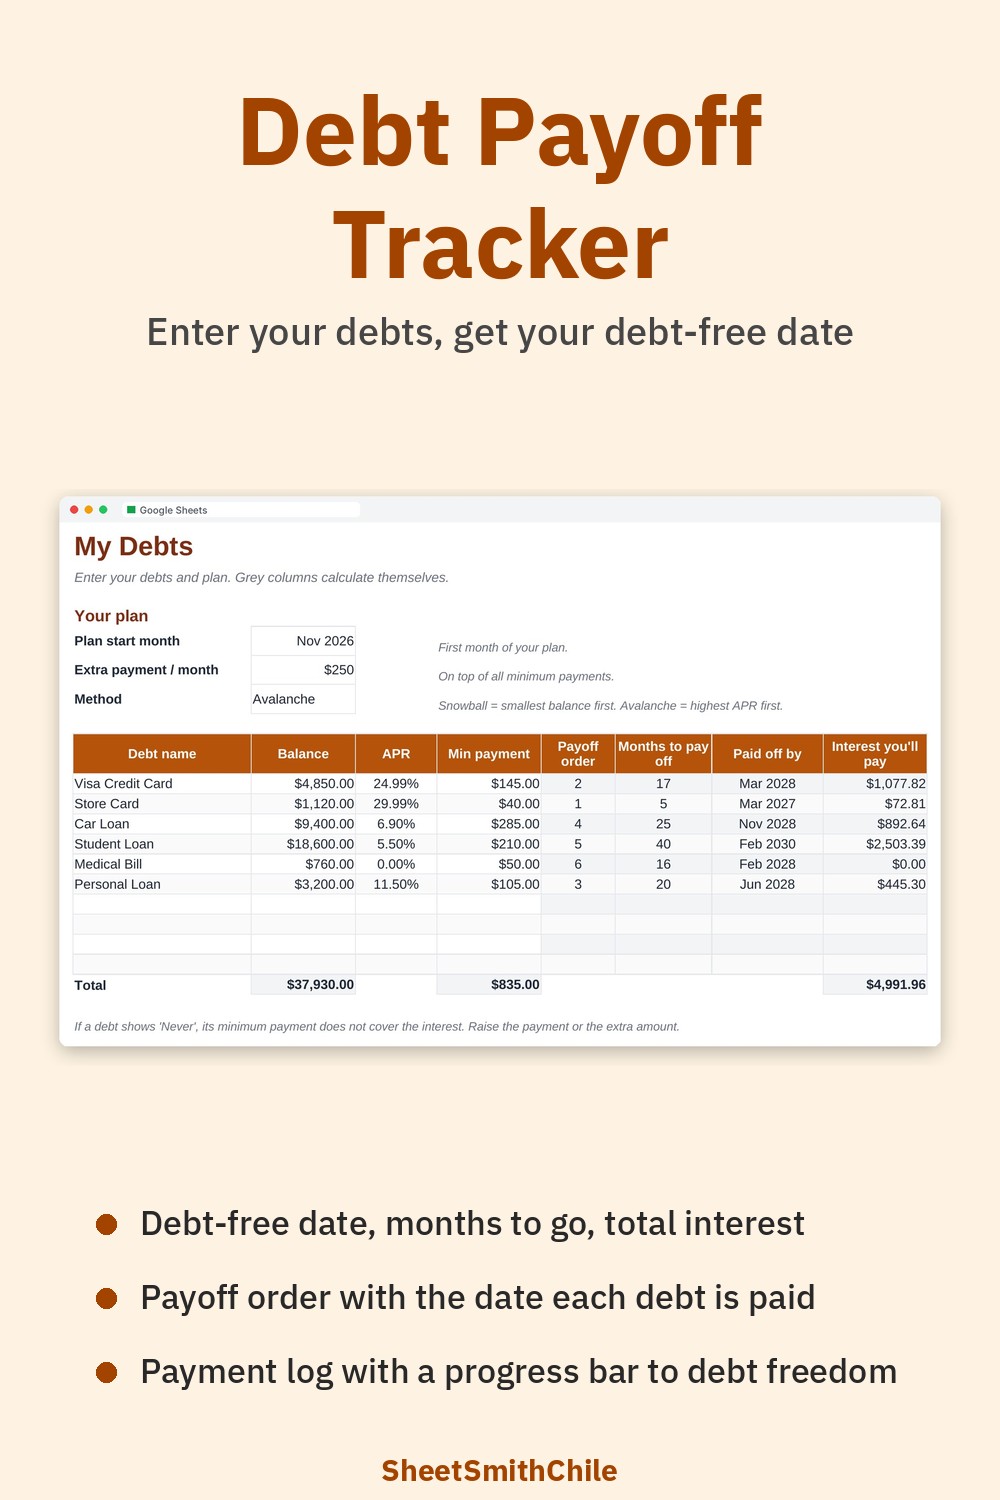 Debt Payoff
Tracker
Enter your debts, get your debt-free date
Google Sheets
My Debts
Enter your debts and plan. Grey columns calculate themselves.
Your plan
Plan start month Nov 2026 First month of your plan.
Extra payment / month $250 On top of all minimum payments.
Method Avalanche Snowball = smallest balance first. Avalanche = highest APR first.
Debt name Balance APR Min payment Payoff order Months to pay off Paid off by Interest you'll pay
Visa Credit Card $4,850.00 24.99% $145.00 2 17 Mar 2028 $1,077.82
Store Card $1,120.00 29.99% $40.00 1 5 Mar 2027 $72.81
Car Loan $9,400.00 6.90% $285.00 4 25 Nov 2028 $892.64
Student Loan $18,600.00 5.50% $210.00 5 40 Feb 2030 $2,503.39
Medical Bill $760.00 0.00% $50.00 6 16 Feb 2028 $0.00
Personal Loan $3,200.00 11.50% $105.00 3 20 Jun 2028 $445.30
Total $37,930.00 $835.00 $4,991.96
If a debt shows 'Never', its minimum payment does not cover the interest. Raise the payment or the extra amount.
Debt-free date, months to go, total interest
Payoff order with the date each debt is paid
Payment log with a progress bar to debt freedom
SheetSmithChile